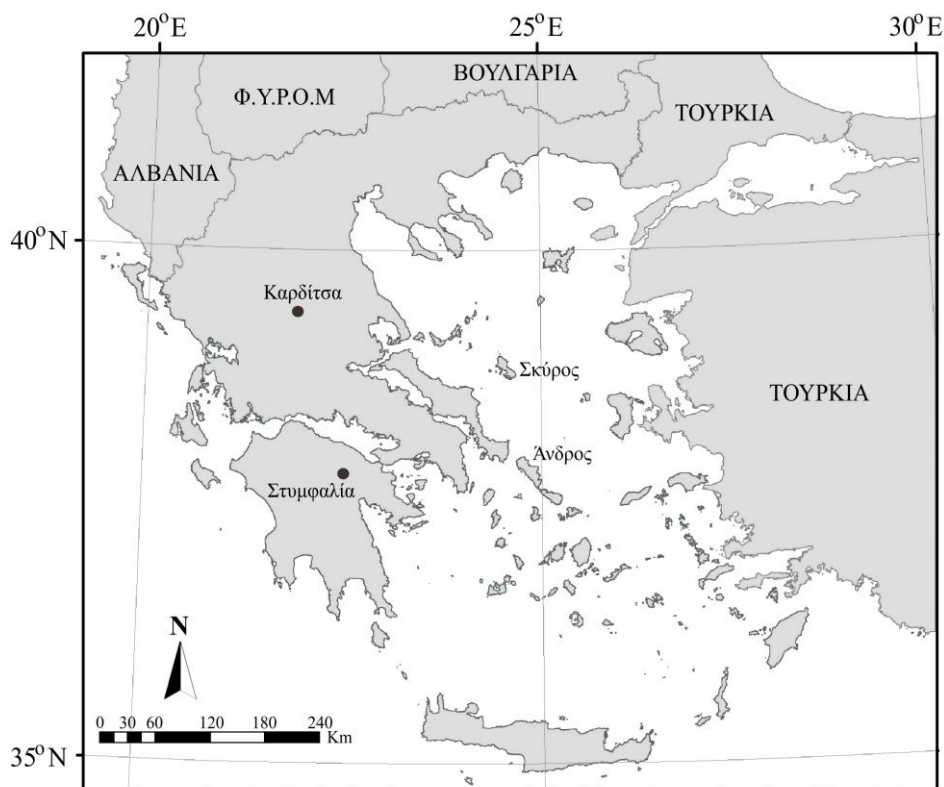 20°E
25°E
30°E
ΒΟΥΛΓΑΡΙΑ
Φ.Υ.Ρ.Ο.Μ
ΤΟΥΡΚΙΑ
ΑΛΒΑΝΙΑ
40°N
Καρδίτσα
Σκύρος
ΤΟΥΡΚΙΑ
Άνδρος
Στυμφαλία
N
0 30 60 120 180 240
Km
35°N